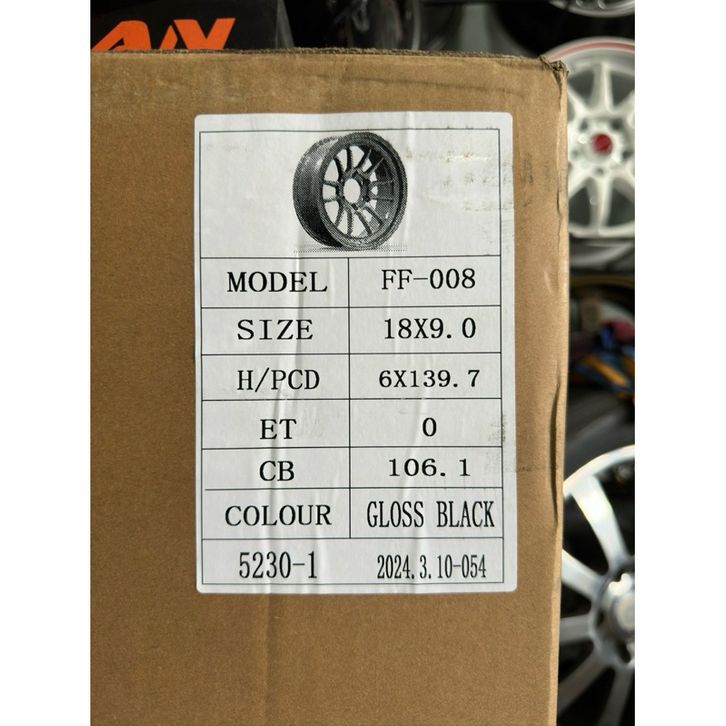 MODEL FF-008
SIZE 18X9.0
H/PCD 6X139.7
ET 0
CB 106.1
COLOUR GLOSS BLACK
5230-1 2024.3.10-054